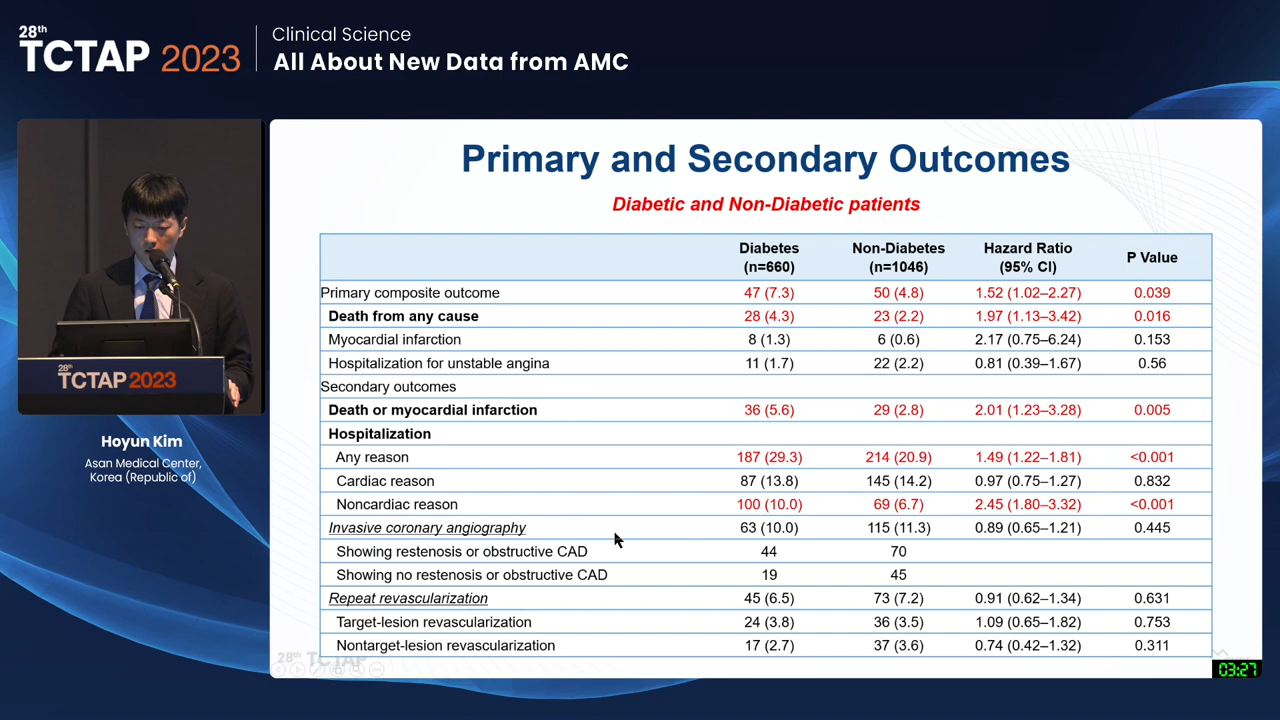 28th
TCTAP 2023
Clinical Science
All About New Data from AMC
28th
TCTAP 2023
Hoyun Kim
Asan Medical Center,
Korea (Republic of)
Primary and Secondary Outcomes
Diabetic and Non-Diabetic patients
Diabetes (n=660) Non-Diabetes (n=1046) Hazard Ratio (95% CI) P Value
Primary composite outcome 47 (7.3) 50 (4.8) 1.52 (1.02–2.27) 0.039
Death from any cause 28 (4.3) 23 (2.2) 1.97 (1.13–3.42) 0.016
Myocardial infarction 8 (1.3) 6 (0.6) 2.17 (0.75–6.24) 0.153
Hospitalization for unstable angina 11 (1.7) 22 (2.2) 0.81 (0.39–1.67) 0.56
Secondary outcomes
Death or myocardial infarction 36 (5.6) 29 (2.8) 2.01 (1.23–3.28) 0.005
Hospitalization
Any reason 187 (29.3) 214 (20.9) 1.49 (1.22–1.81) <0.001
Cardiac reason 87 (13.8) 145 (14.2) 0.97 (0.75–1.27) 0.832
Noncardiac reason 100 (10.0) 69 (6.7) 2.45 (1.80–3.32) <0.001
Invasive coronary angiography 63 (10.0) 115 (11.3) 0.89 (0.65–1.21) 0.445
Showing restenosis or obstructive CAD 44 70
Showing no restenosis or obstructive CAD 19 45
Repeat revascularization 45 (6.5) 73 (7.2) 0.91 (0.62–1.34) 0.631
Target-lesion revascularization 24 (3.8) 36 (3.5) 1.09 (0.65–1.82) 0.753
Nontarget-lesion revascularization 17 (2.7) 37 (3.6) 0.74 (0.42–1.32) 0.311
28th TCTAP
03:27